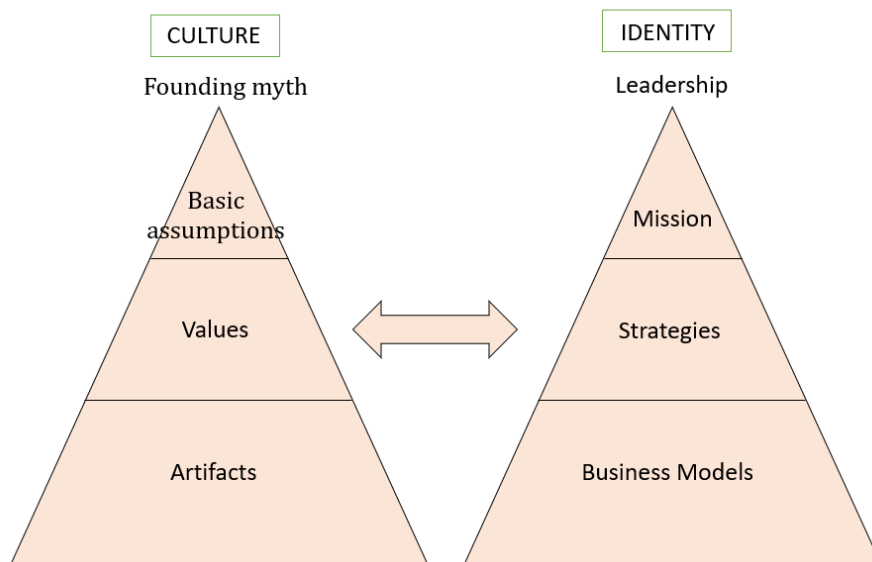 CULTURE
Founding myth
Basic
assumptions
Values
Artifacts
IDENTITY
Leadership
Mission
Strategies
Business Models